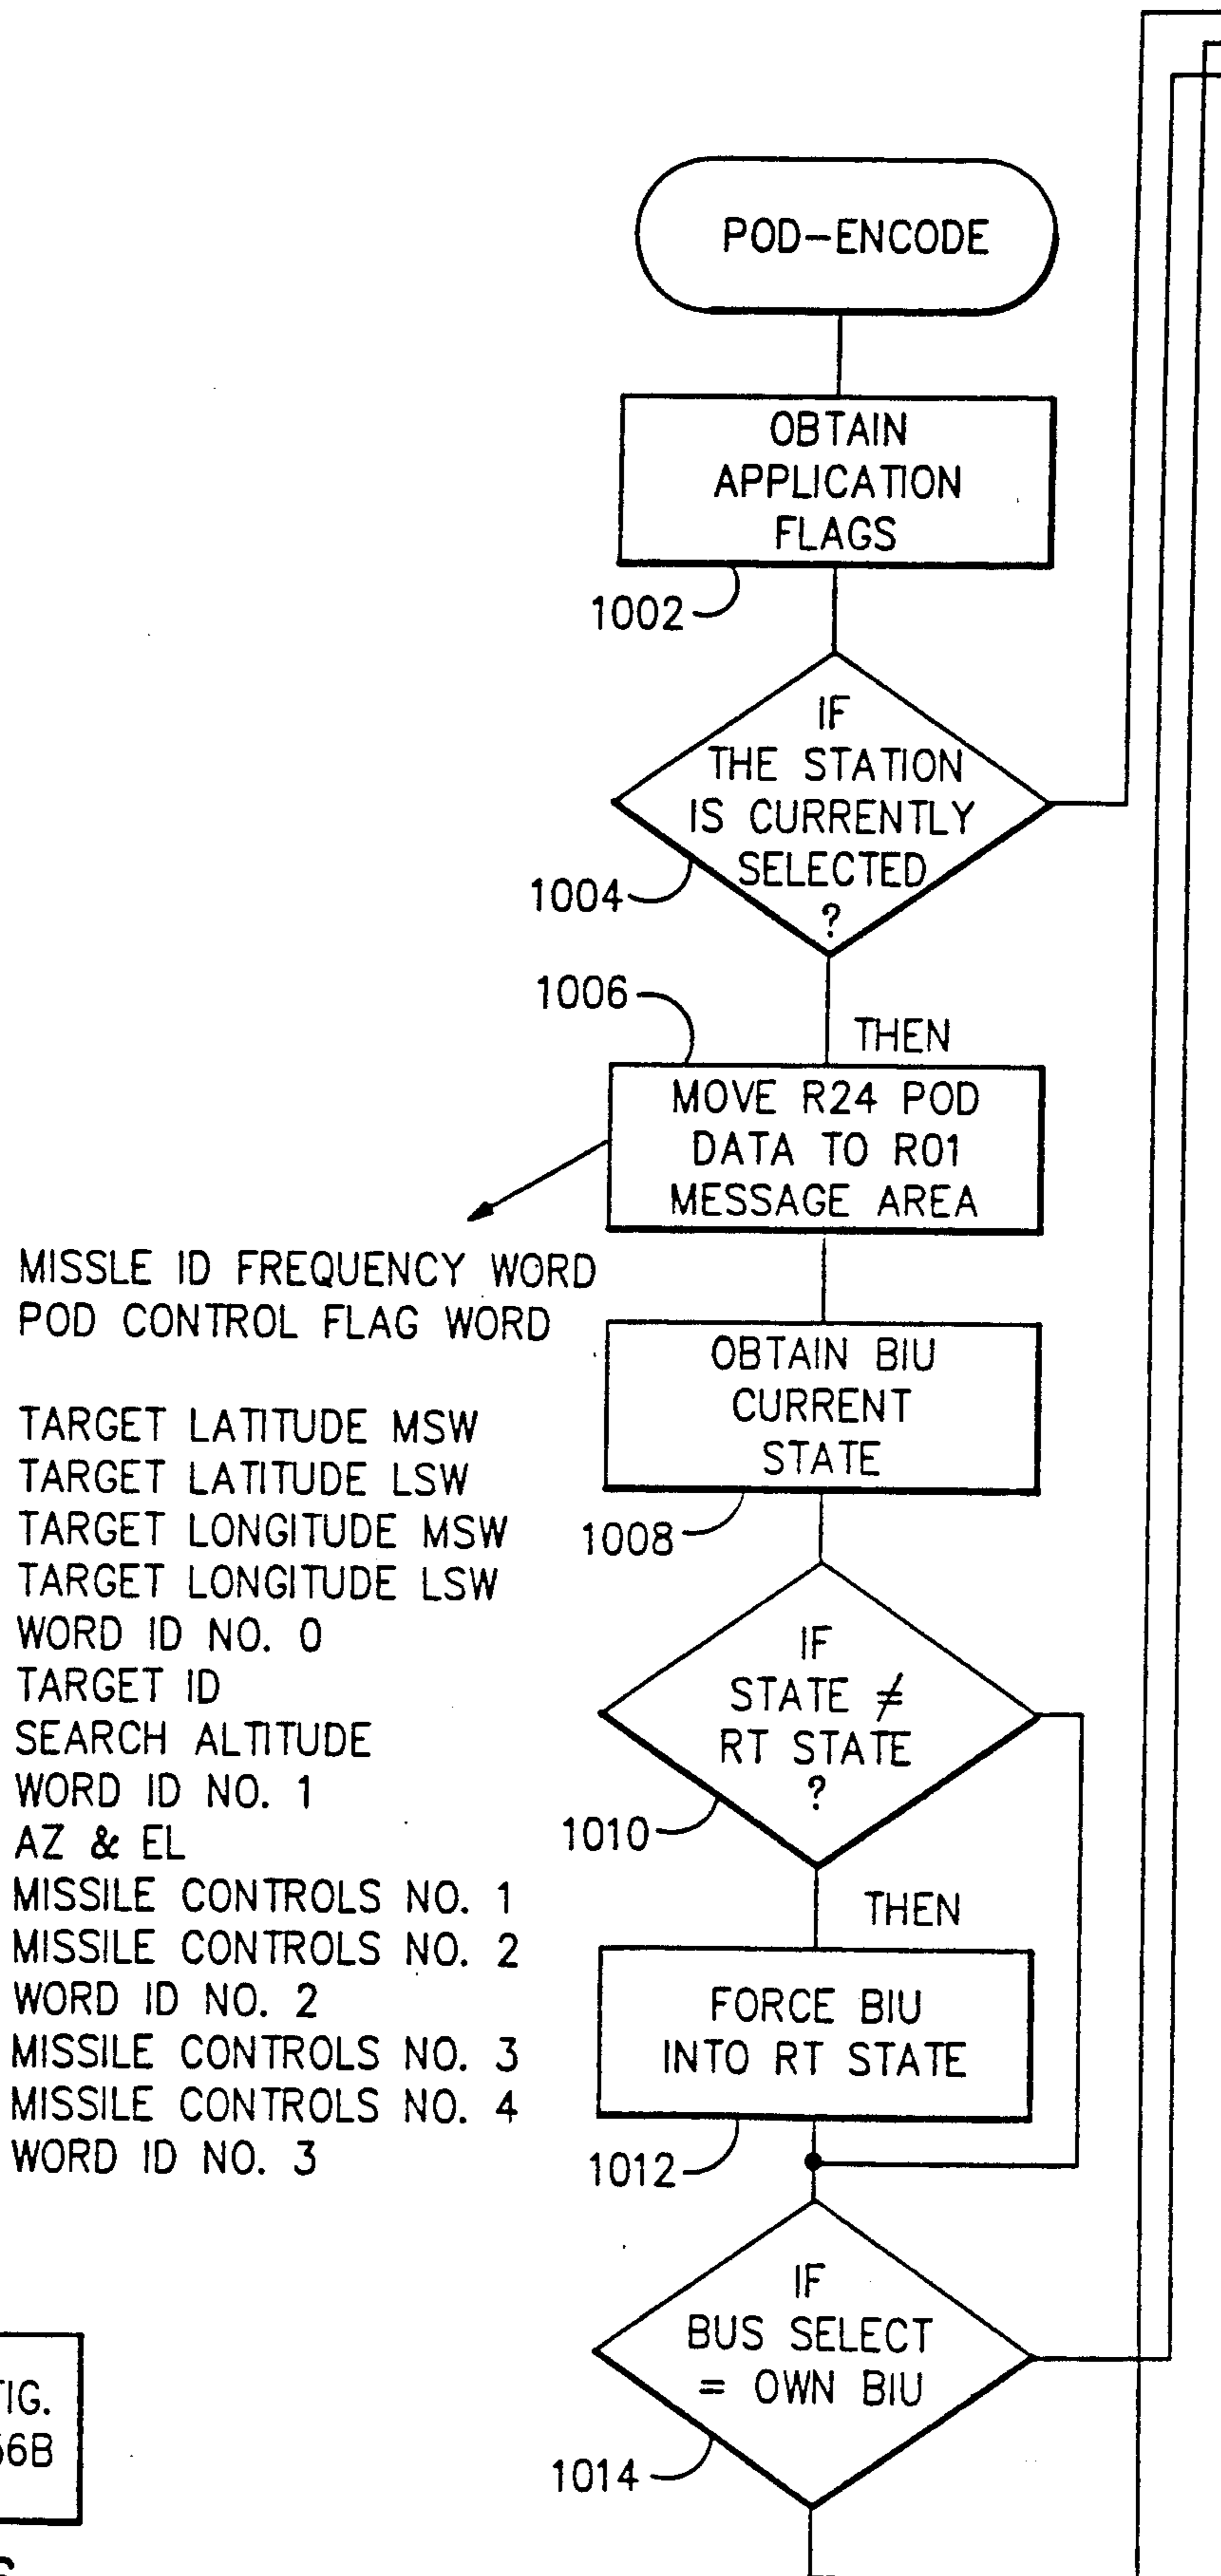 POD-ENCODE
OBTAIN
APPLICATION
FLAGS
1002
IF
THE STATION
IS CURRENTLY
SELECTED
?
1004
1006
THEN
MOVE R24 POD
DATA TO R01
MESSAGE AREA
MISSLE ID FREQUENCY WORD
POD CONTROL FLAG WORD
TARGET LATITUDE MSW
TARGET LATITUDE LSW
TARGET LONGITUDE MSW
TARGET LONGITUDE LSW
WORD ID NO. 0
TARGET ID
SEARCH ALTITUDE
WORD ID NO. 1
AZ & EL
MISSILE CONTROLS NO. 1
MISSILE CONTROLS NO. 2
WORD ID NO. 2
MISSILE CONTROLS NO. 3
MISSILE CONTROLS NO. 4
WORD ID NO. 3
OBTAIN BIU
CURRENT
STATE
1008
IF
STATE ≠
RT STATE
?
1010
THEN
FORCE BIU
INTO RT STATE
1012
IF
BUS SELECT
= OWN BIU
1014